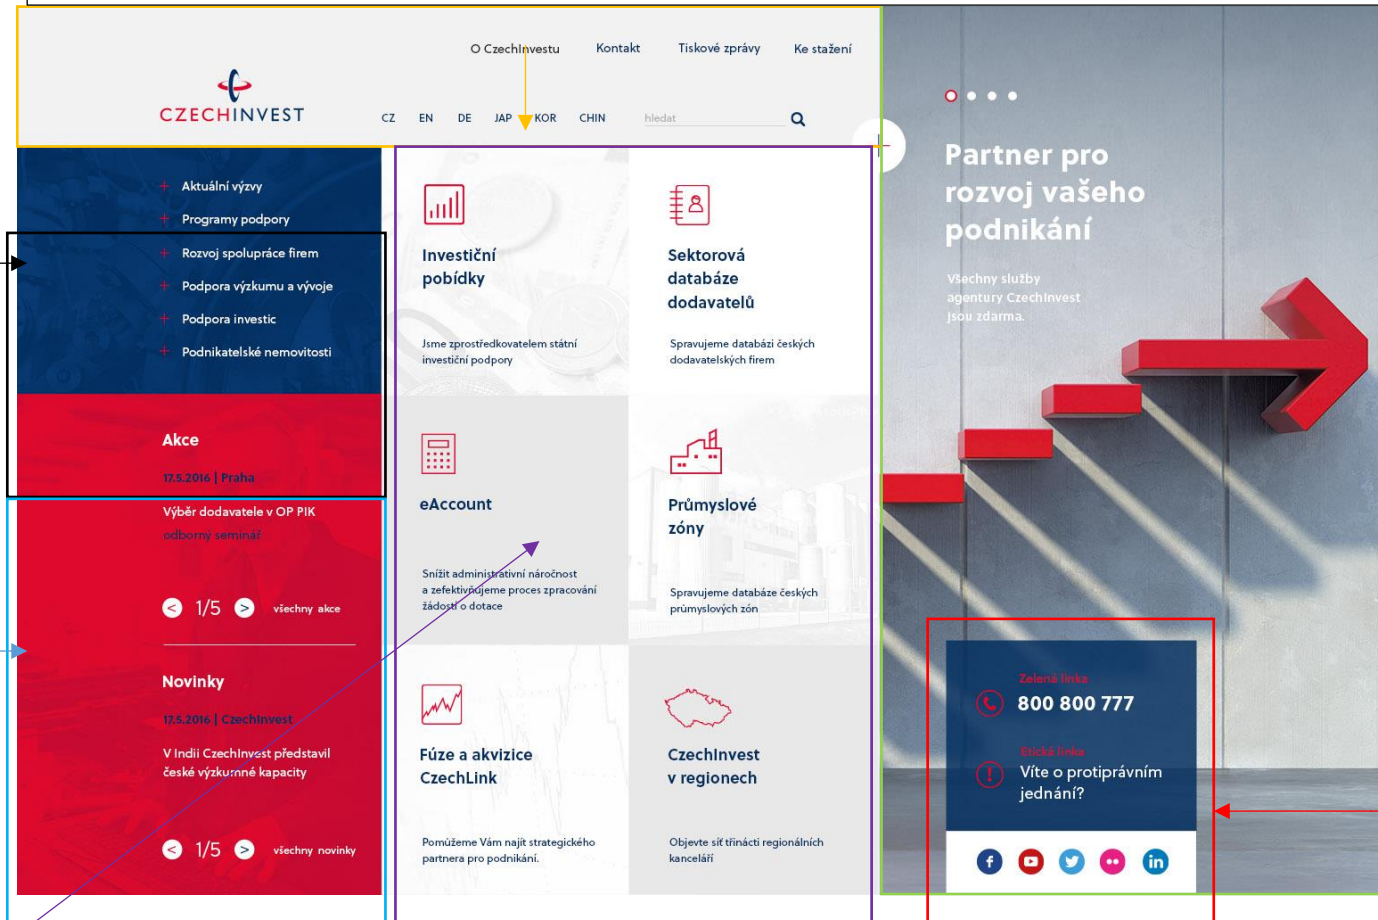 O CzechInvestu Kontakt Tiskové zprávy Ke stažení
CZECHINVEST
CZ EN DE JAP KOR CHIN hledat
Aktuální výzvy
Programy podpory
Rozvoj spolupráce firem
Podpora výzkumu a vývoje
Podpora investic
Podnikatelské nemovitosti
Akce
17.5.2016 | Praha
Výběr dodavatele v OP PIK
odborný seminář
< 1/5 > všechny akce
Novinky
17.5.2016 | CzechInvest
V Indii CzechInvest představil
české výzkumné kapacity
< 1/5 > všechny novinky
Investiční
pobídky
Jsme zprostředkovatelem státní
investiční podpory
Sektorová
databáze
dodavatelů
Spravujeme databázi českých
dodavatelských firem
eAccount
Snížit administrativní náročnost
a zefektivňujeme proces zpracování
žádostí o dotace
Průmyslové
zóny
Spravujeme databáze českých
průmyslových zón
Fúze a akvizice
CzechLink
Pomůžeme Vám najít strategického
partnera pro podnikání.
CzechInvest
v regionech
Objevte síť třinácti regionálních
kanceláří
Partner pro
rozvoj vašeho
podnikání
Všechny služby
agentury CzechInvest
jsou zdarma.
Zelená linka
800 800 777
Etická linka
Víte o protiprávním
jednání?